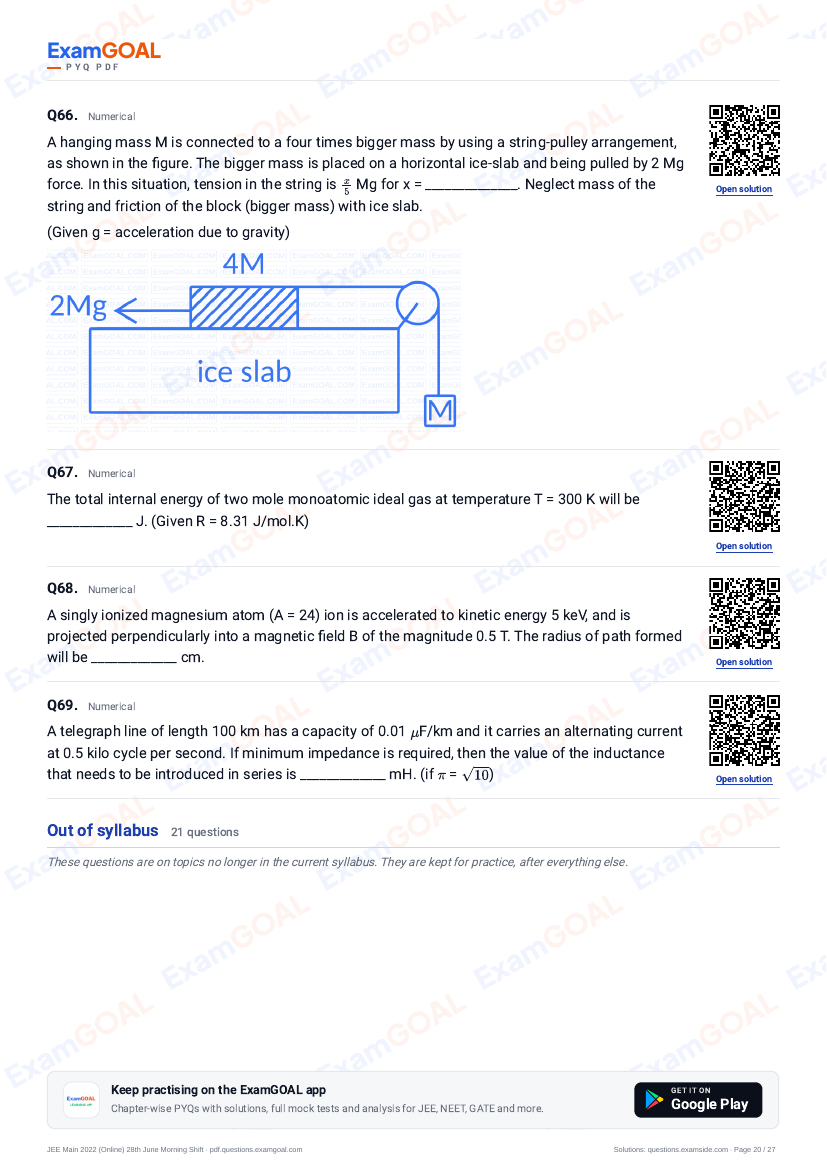 ExamGOAL
PYQ PDF
Q66. Numerical
A hanging mass M is connected to a four times bigger mass by using a string-pulley arrangement,
as shown in the figure. The bigger mass is placed on a horizontal ice-slab and being pulled by 2 Mg
force. In this situation, tension in the string is x/5 Mg for x = ______________. Neglect mass of the
string and friction of the block (bigger mass) with ice slab.
(Given g = acceleration due to gravity)
Open solution
4M
2Mg
ice slab
M
Q67. Numerical
The total internal energy of two mole monoatomic ideal gas at temperature T = 300 K will be
_____________ J. (Given R = 8.31 J/mol.K)
Open solution
Q68. Numerical
A singly ionized magnesium atom (A = 24) ion is accelerated to kinetic energy 5 keV, and is
projected perpendicularly into a magnetic field B of the magnitude 0.5 T. The radius of path formed
will be _____________ cm.
Open solution
Q69. Numerical
A telegraph line of length 100 km has a capacity of 0.01 μF/km and it carries an alternating current
at 0.5 kilo cycle per second. If minimum impedance is required, then the value of the inductance
that needs to be introduced in series is _____________ mH. (if π = √10)
Open solution
Out of syllabus 21 questions
These questions are on topics no longer in the current syllabus. They are kept for practice, after everything else.
ExamGOAL
Keep practising on the ExamGOAL app
Chapter-wise PYQs with solutions, full mock tests and analysis for JEE, NEET, GATE and more.
GET IT ON
Google Play
JEE Main 2022 (Online) 28th June Morning Shift · pdf.questions.examgoal.com
Solutions: questions.examside.com · Page 20 / 27